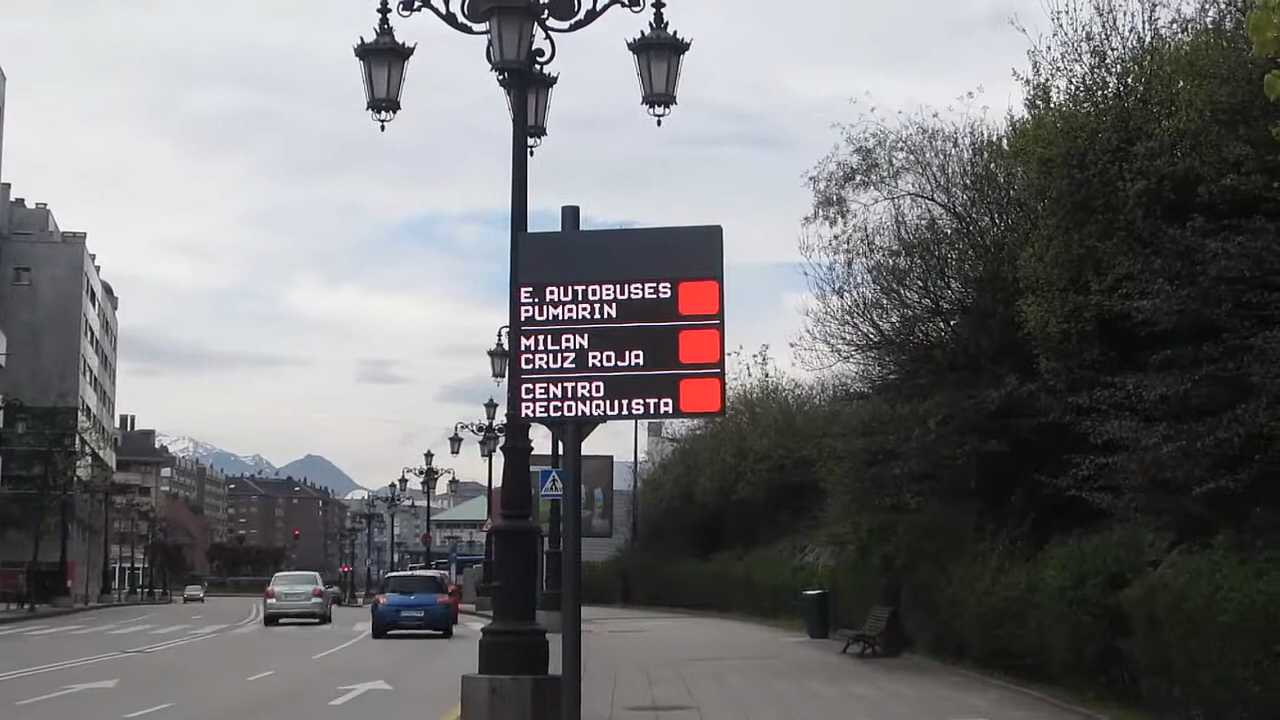 E. AUTOBUSES
PUMARIN
MILAN
CRUZ ROJA
CENTRO
RECONQUISTA